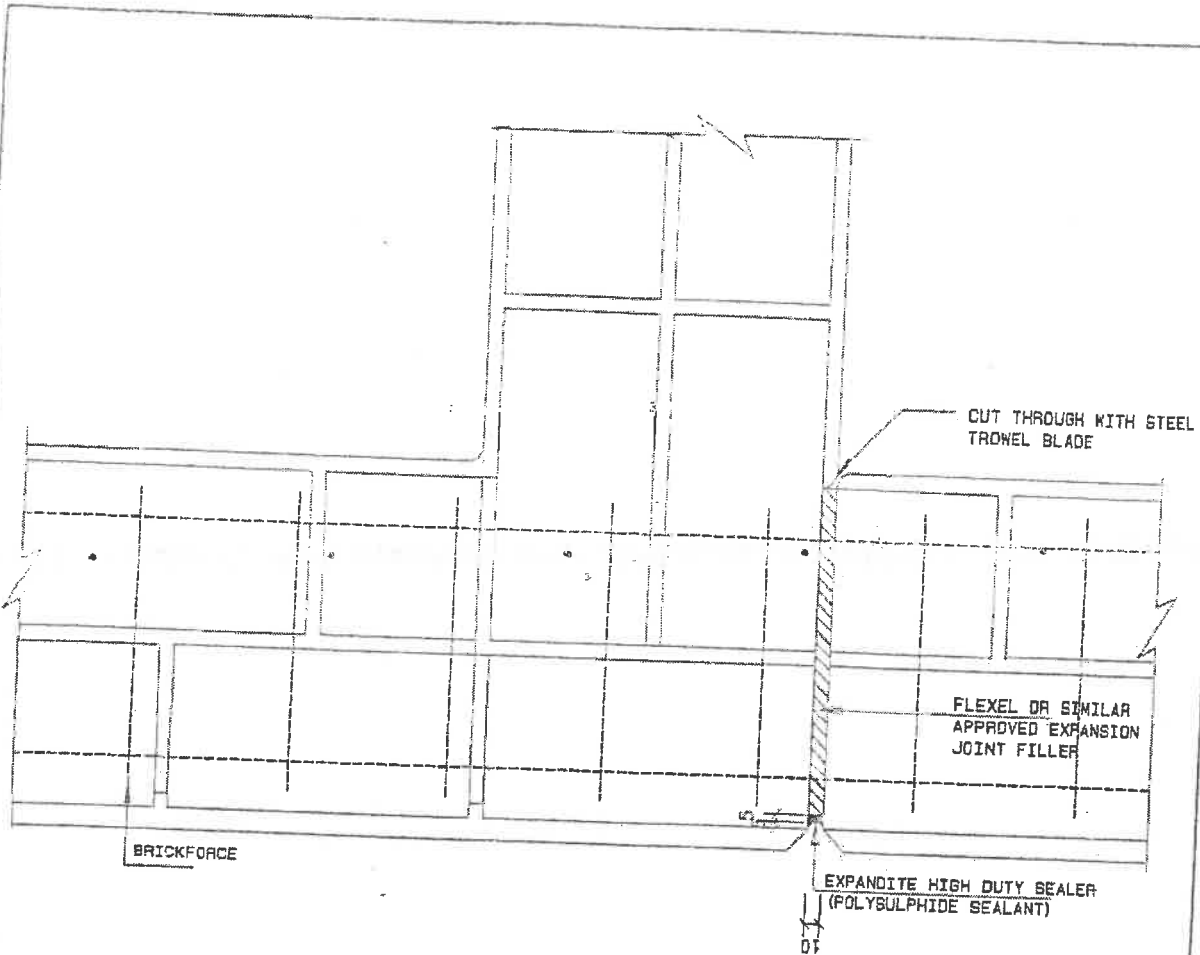 CUT THROUGH WITH STEEL
TROWEL BLADE
FLEXEL OR SIMILAR
APPROVED EXPANSION
JOINT FILLER
BRICKFORCE
EXPANDITE HIGH DUTY SEALER
(POLYSULPHIDE SEALANT)
10